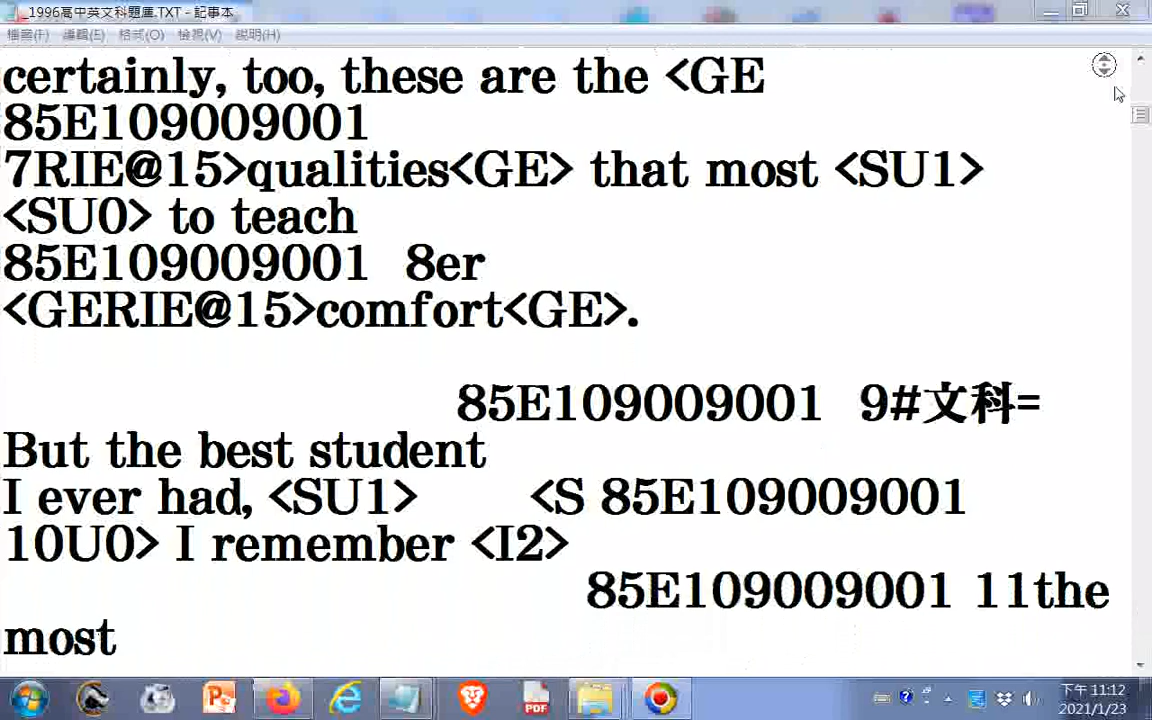 _1996高中英文科題庫.TXT - 記事本
檔案(F) 編輯(E) 格式(O) 檢視(V) 說明(H)
certainly, too, these are the <GE
85E109009001
7RIE@15>qualities<GE> that most <SU1>
<SU0> to teach
85E109009001 8er
<GERIE@15>comfort<GE>.
85E109009001 9#文科=
But the best student
I ever had, <SU1> <S 85E109009001
10U0> I remember <I2>
85E109009001 11the
most
PDF
下午 11:12
2021/1/23